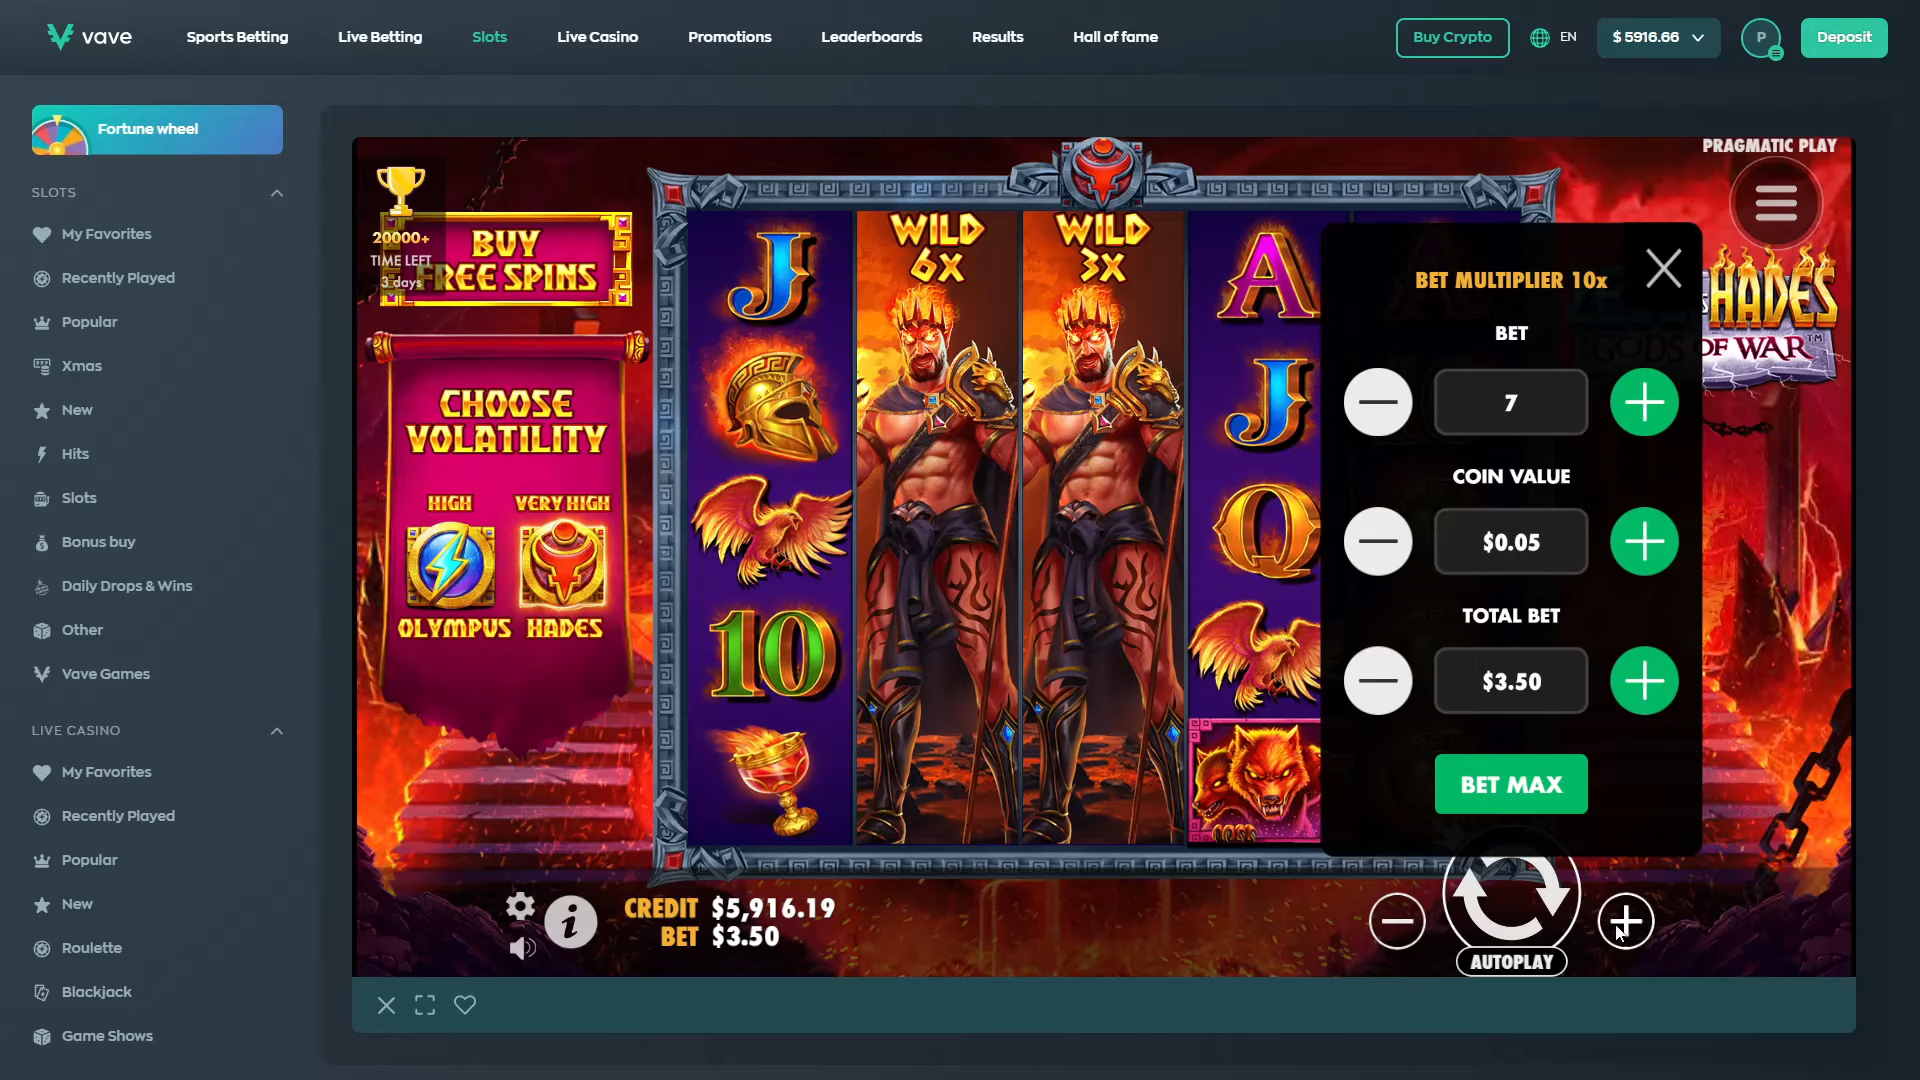 vave
Sports Betting
Live Betting
Slots
Live Casino
Promotions
Leaderboards
Results
Hall of fame
Buy Crypto
EN
$ 5916.66
P
Deposit
Fortune wheel
SLOTS
My Favorites
Recently Played
Popular
Xmas
New
Hits
Slots
Bonus buy
Daily Drops & Wins
Other
Vave Games
LIVE CASINO
My Favorites
Recently Played
Popular
New
Roulette
Blackjack
Game Shows
PRAGMATIC PLAY
20000+
TIME LEFT
3 days
BUY
FREE SPINS
CHOOSE
VOLATILITY
HIGH
VERY HIGH
OLYMPUS
HADES
J
WILD
6X
WILD
3X
A
J
Q
10
HADES
GODS OF WAR™
BET MULTIPLIER 10x
BET
7
COIN VALUE
$0.05
TOTAL BET
$3.50
BET MAX
i
CREDIT $5,916.19
BET $3.50
AUTOPLAY